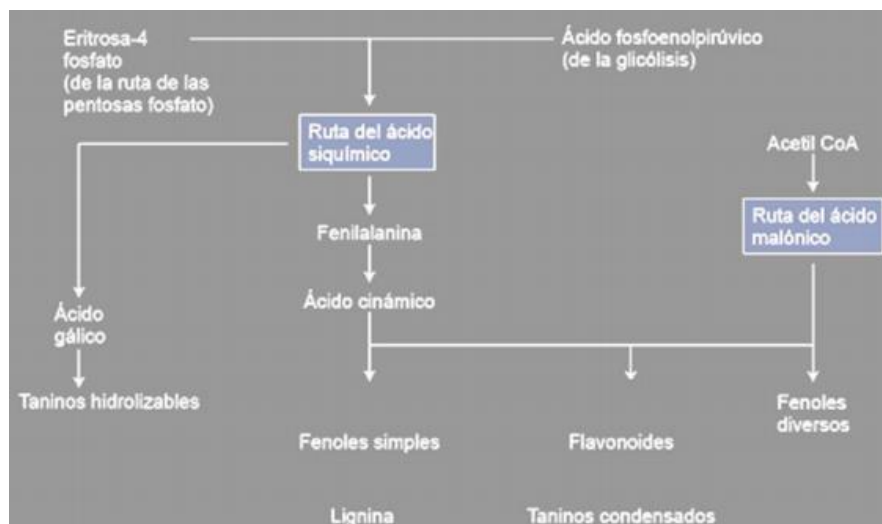 Eritrosa-4
fosfato
(de la ruta de las
pentosas fosfato)
Ácido fosfoenolpirúvico
(de la glicólisis)
Ruta del ácido
siquímico
Acetil CoA
Ruta del ácido
malónico
Fenilalanina
Ácido cinámico
Ácido
gálico
Taninos hidrolizables
Fenoles simples
Flavonoides
Fenoles
diversos
Lignina
Taninos condensados